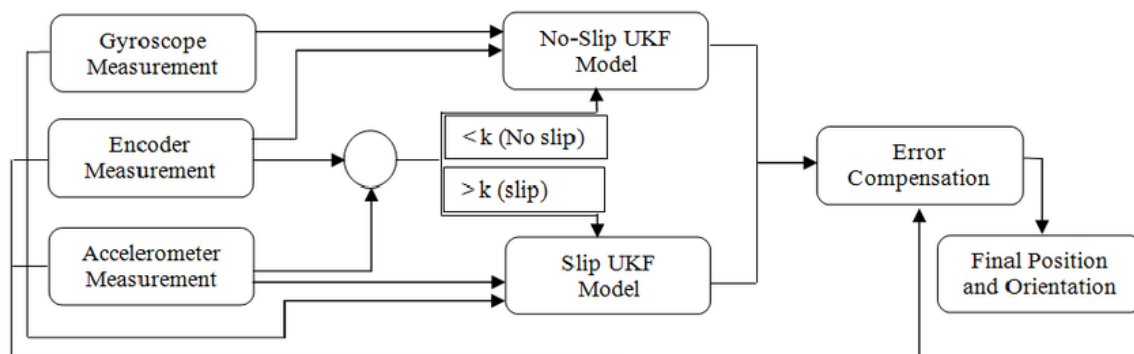 Gyroscope
Measurement
No-Slip UKF
Model
Encoder
Measurement
< k (No slip)
> k (slip)
Error
Compensation
Accelerometer
Measurement
Slip UKF
Model
Final Position
and Orientation